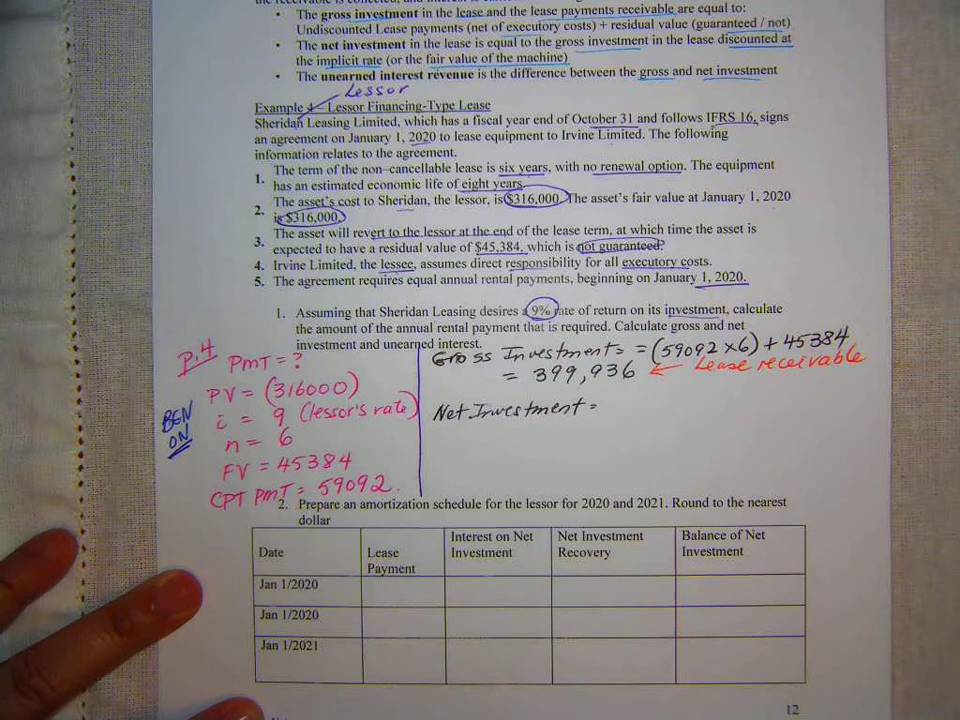 • The gross investment in the lease and the lease payments receivable are equal to:
Undiscounted Lease payments (net of executory costs) + residual value (guaranteed / not)
• The net investment in the lease is equal to the gross investment in the lease discounted at
the implicit rate (or the fair value of the machine)
• The unearned interest revenue is the difference between the gross and net investment
Lessor
Example 4 – Lessor Financing-Type Lease
Sheridan Leasing Limited, which has a fiscal year end of October 31 and follows IFRS 16, signs
an agreement on January 1, 2020 to lease equipment to Irvine Limited. The following
information relates to the agreement.
1. The term of the non–cancellable lease is six years, with no renewal option. The equipment
has an estimated economic life of eight years.
2. The asset's cost to Sheridan, the lessor, is $316,000. The asset's fair value at January 1, 2020
is $316,000.
3. The asset will revert to the lessor at the end of the lease term, at which time the asset is
expected to have a residual value of $45,384, which is not guaranteed.
4. Irvine Limited, the lessee, assumes direct responsibility for all executory costs.
5. The agreement requires equal annual rental payments, beginning on January 1, 2020.
1. Assuming that Sheridan Leasing desires a 9% rate of return on its investment, calculate
the amount of the annual rental payment that is required. Calculate gross and net
investment and unearned interest.
P.4 PMT = ?
PV = (316000)
BGN ON
i = 9 (lessor's rate)
n = 6
FV = 45384
CPT PMT = 59092.
Gross Investments = (59092 x 6) + 45384
= 399,936 ← Lease receivable
Net Investment =
2. Prepare an amortization schedule for the lessor for 2020 and 2021. Round to the nearest
dollar
Date Lease Payment Interest on Net Investment Net Investment Recovery Balance of Net Investment
Jan 1/2020
Jan 1/2020
Jan 1/2021
12